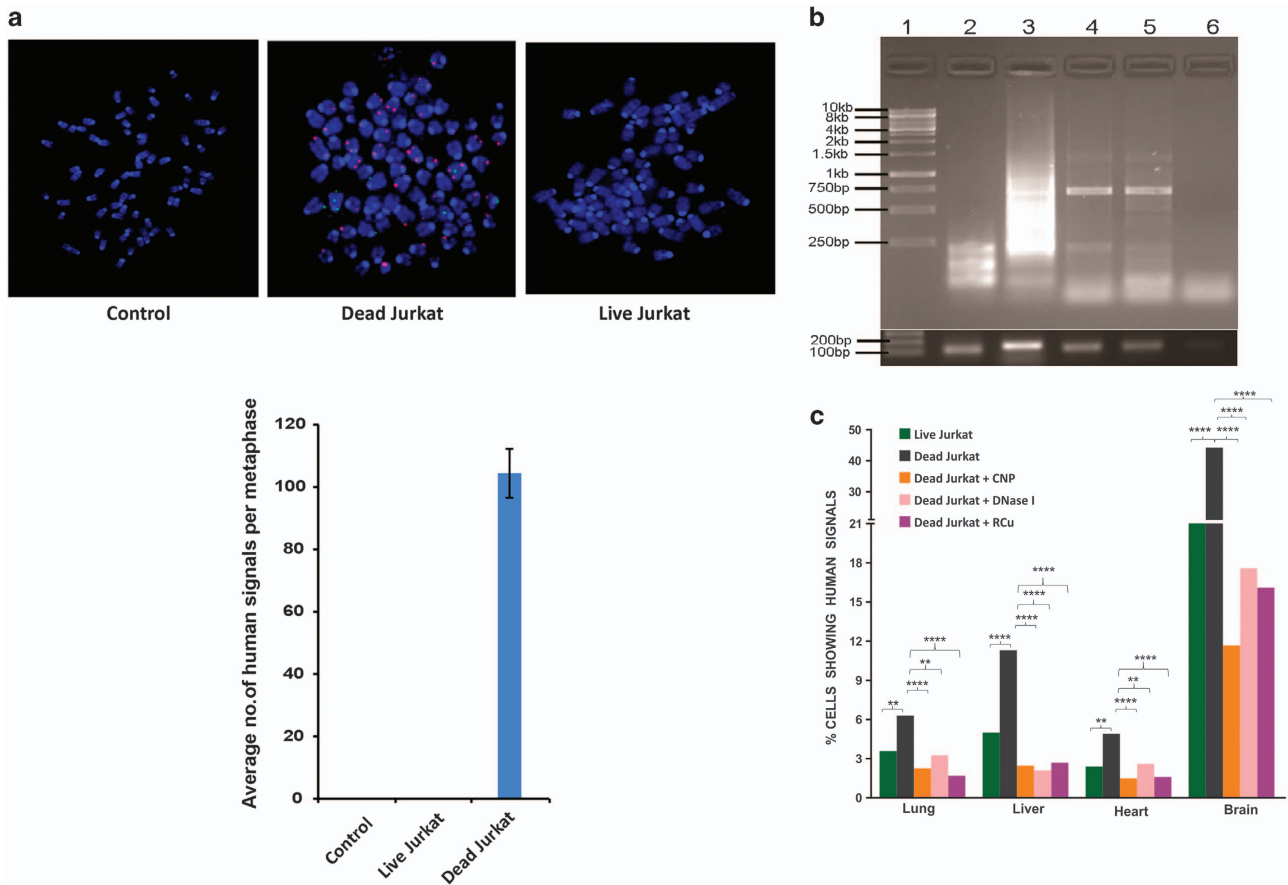 a
Control
Dead Jurkat
Live Jurkat
Average no.of human signals per metaphase
120
100
80
60
40
20
0
Control
Live Jurkat
Dead Jurkat
b
1 2 3 4 5 6
10kb
8kb
4kb
2kb
1.5kb
1kb
750bp
500bp
250bp
200bp
100bp
c
% CELLS SHOWING HUMAN SIGNALS
50
40
30
21
18
15
12
9
6
3
0
Live Jurkat
Dead Jurkat
Dead Jurkat + CNP
Dead Jurkat + DNase I
Dead Jurkat + RCu
****
****
**** ****
****
****
**** ****
****
**
** ****
****
**
** ****
Lung Liver Heart Brain